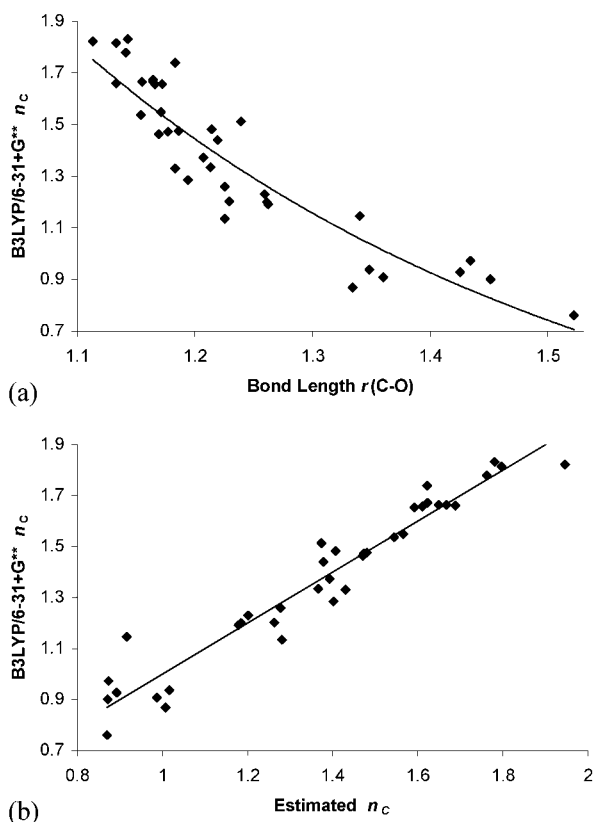 1.9
1.7
1.5
1.3
1.1
0.9
0.7
B3LYP/6-31+G** n_C
1.1 1.2 1.3 1.4 1.5
Bond Length r (C-O)
(a)
1.9
1.7
1.5
1.3
1.1
0.9
0.7
B3LYP/6-31+G** n_C
0.8 1 1.2 1.4 1.6 1.8 2
Estimated n_C
(b)